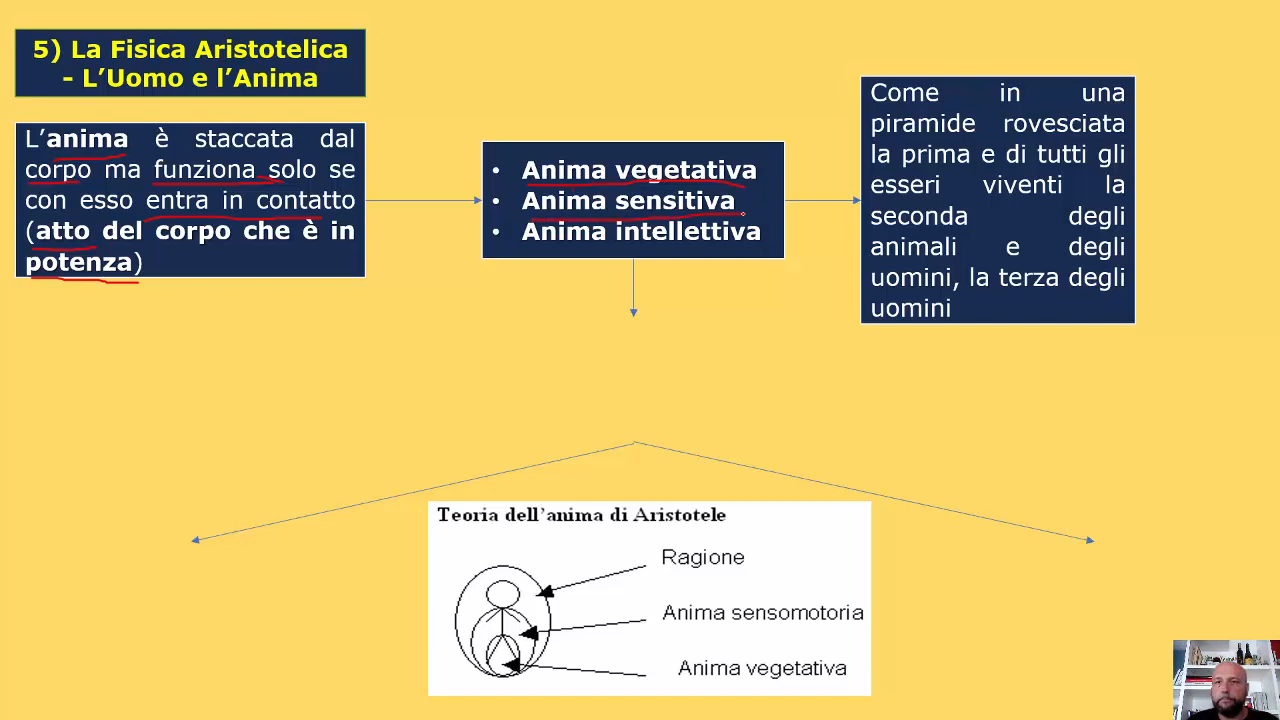 5) La Fisica Aristotelica
- L’Uomo e l’Anima
L’anima è staccata dal
corpo ma funziona solo se
con esso entra in contatto
(atto del corpo che è in
potenza)
• Anima vegetativa
• Anima sensitiva
• Anima intellettiva
Come in una
piramide rovesciata
la prima e di tutti gli
esseri viventi la
seconda degli
animali e degli
uomini, la terza degli
uomini
Teoria dell’anima di Aristotele
Ragione
Anima sensomotoria
Anima vegetativa